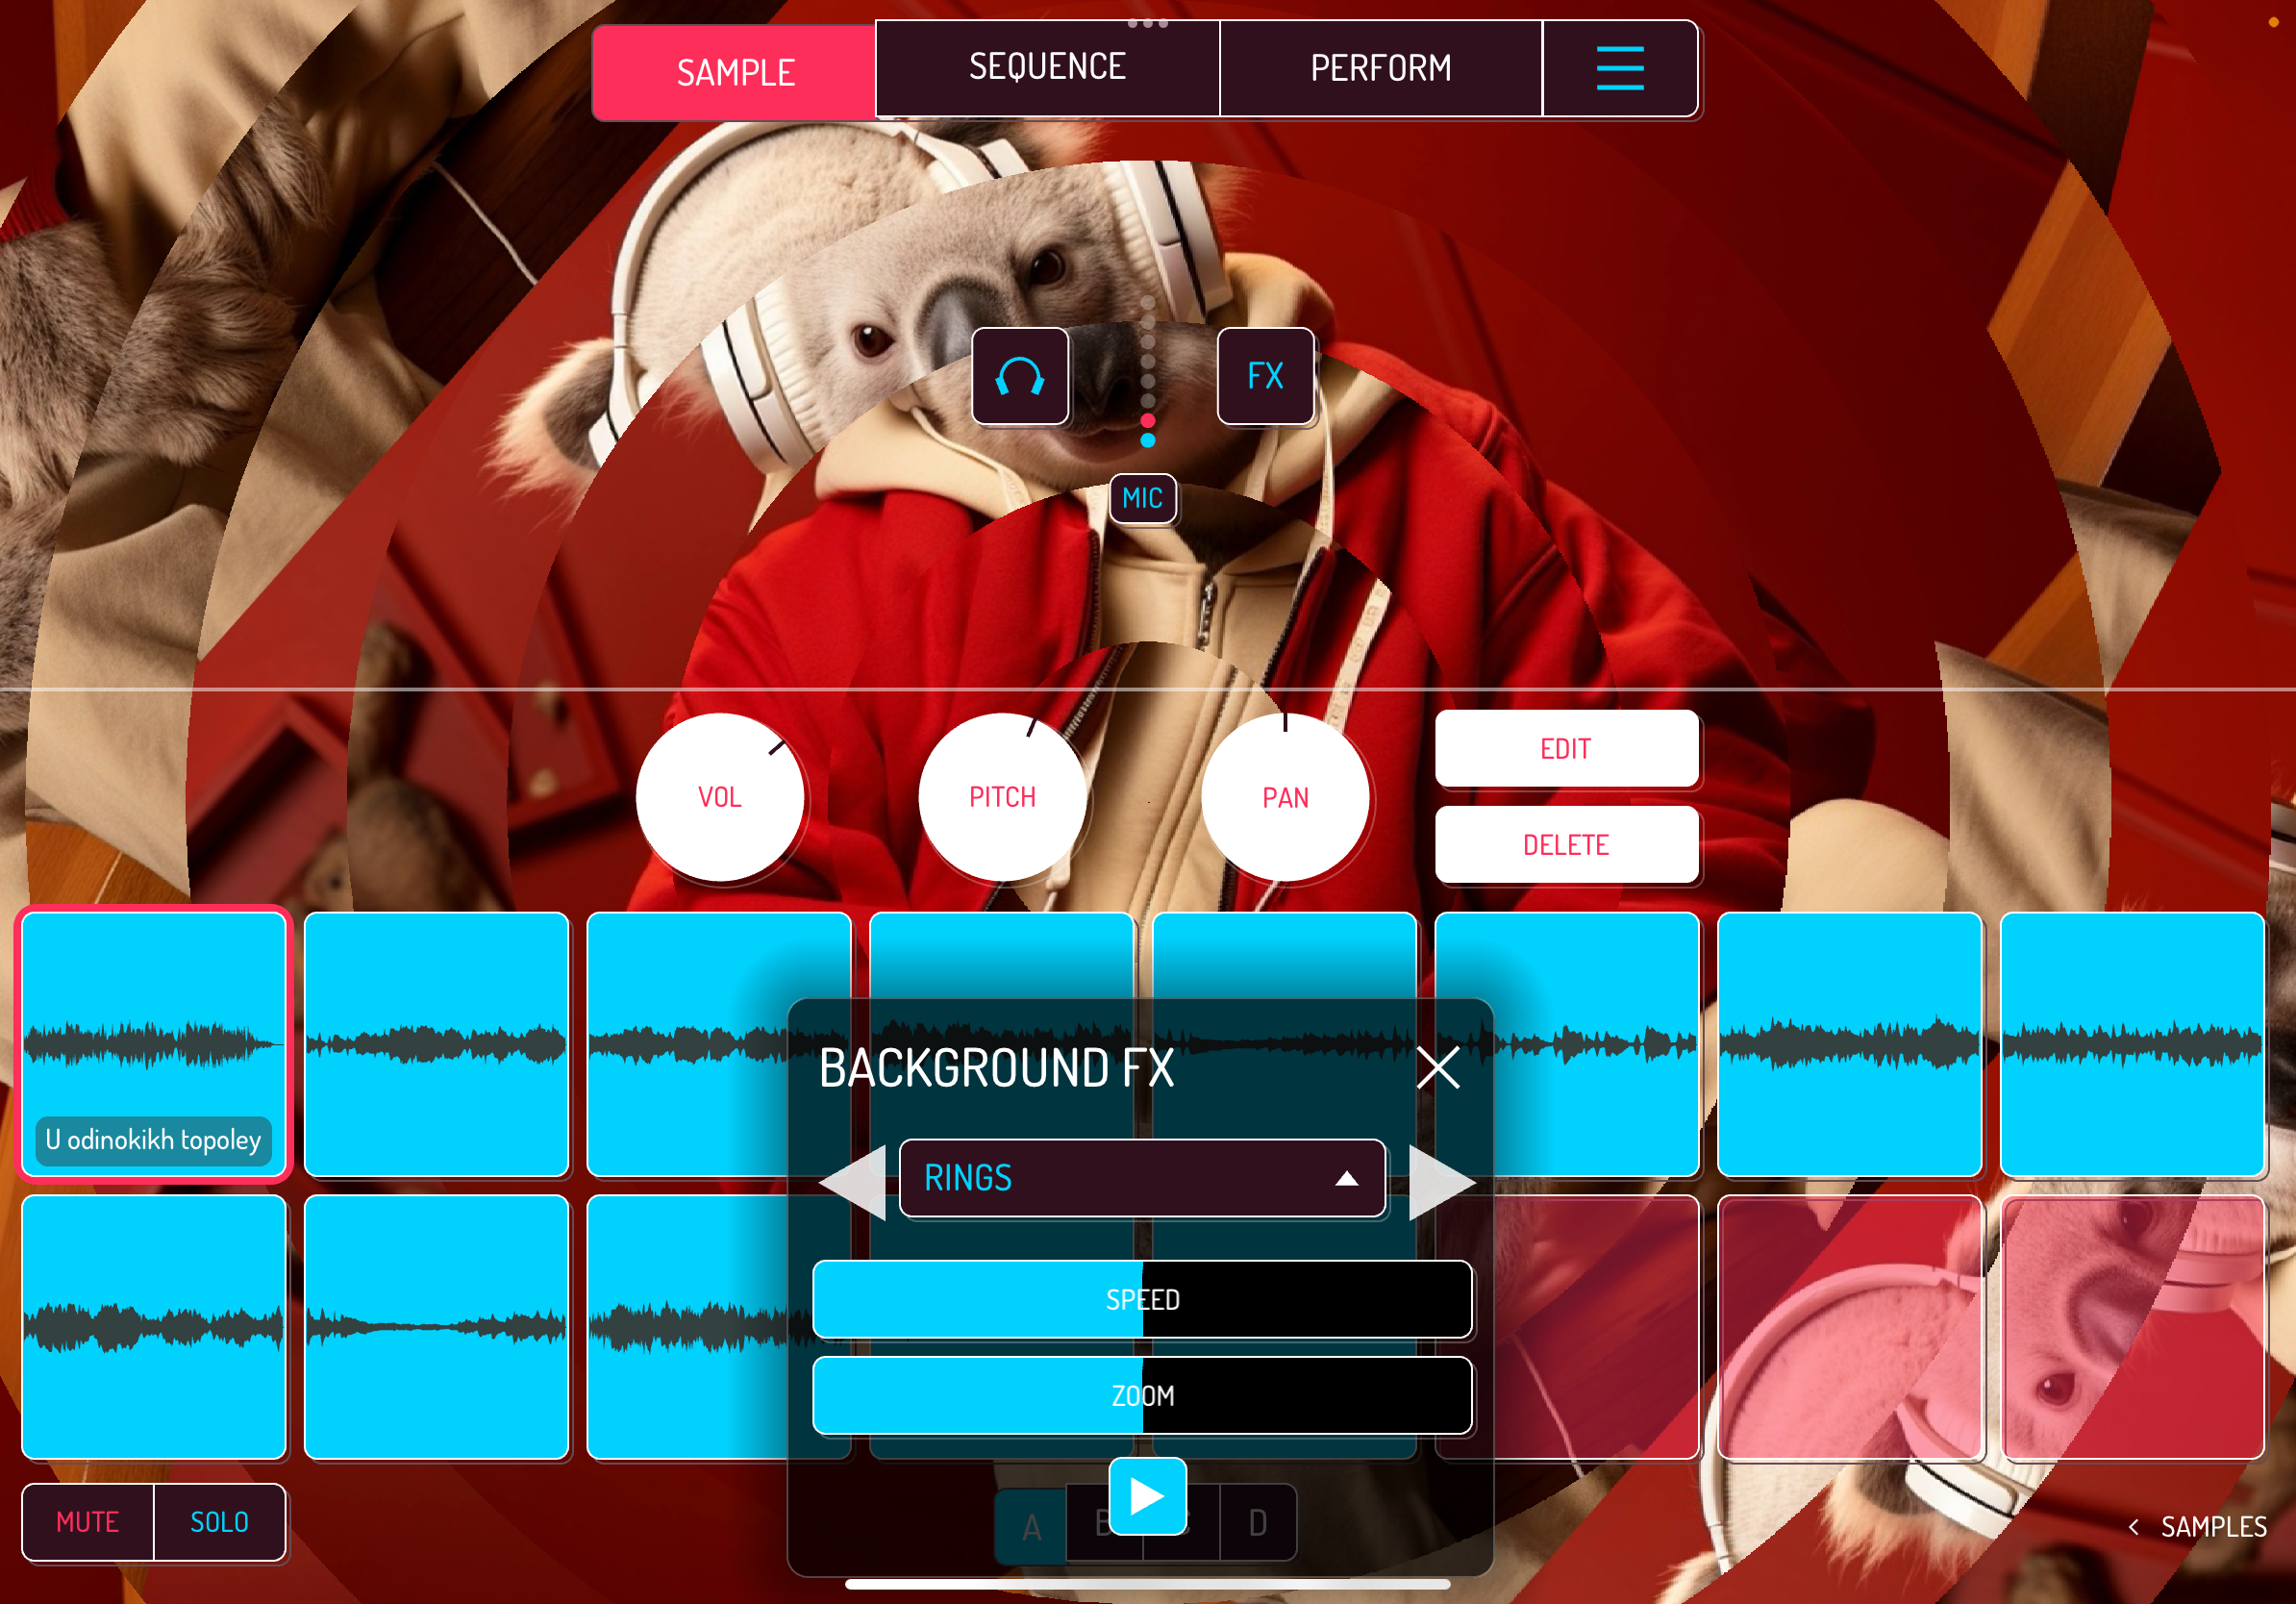 SAMPLE
SEQUENCE
PERFORM
FX
MIC
VOL
PITCH
PAN
EDIT
DELETE
U odinokikh topoley
BACKGROUND FX
RINGS
SPEED
ZOOM
A
B
C
D
MUTE
SOLO
< SAMPLES